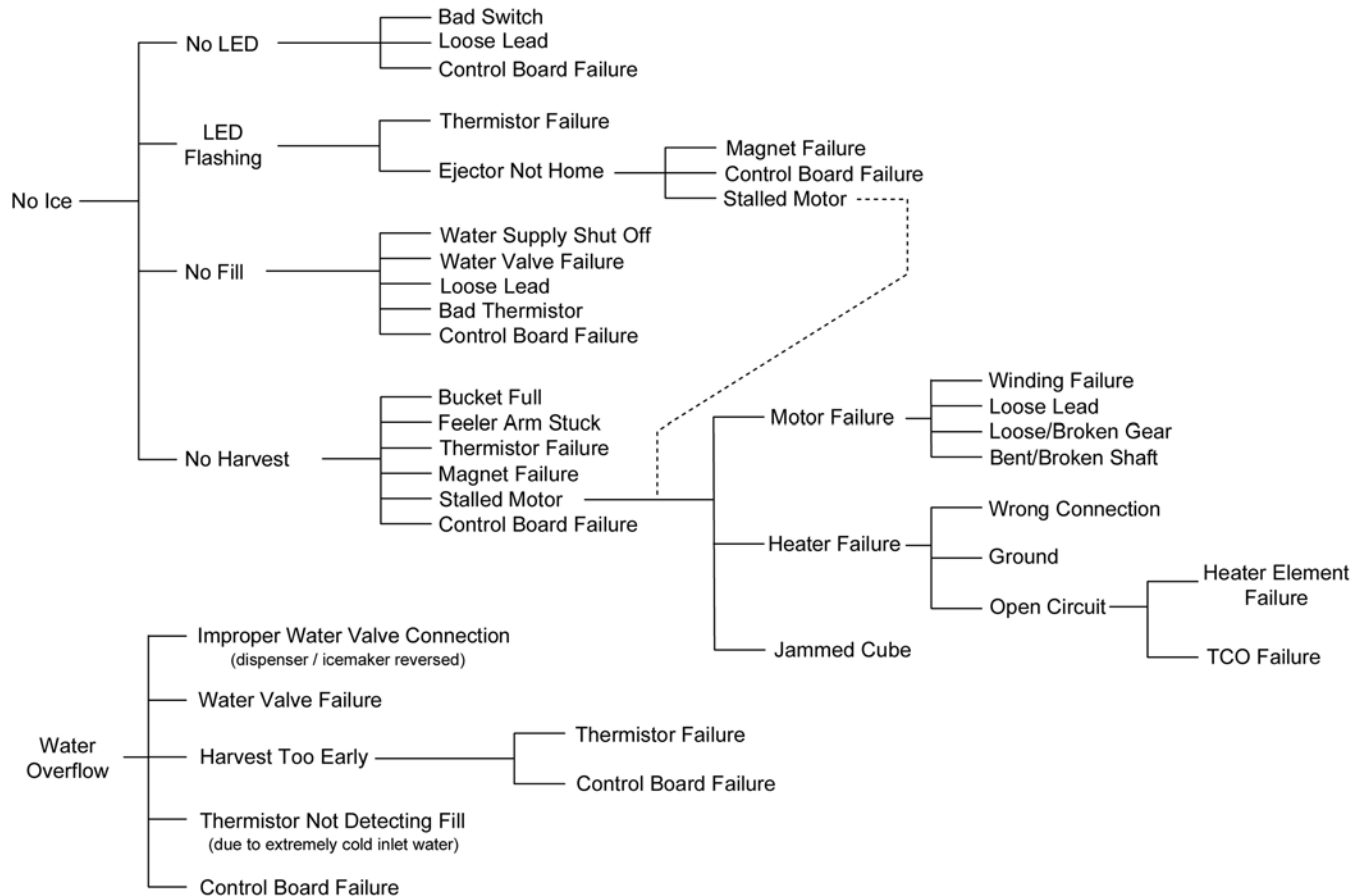 No Ice
No LED
Bad Switch
Loose Lead
Control Board Failure
LED
Flashing
Thermistor Failure
Ejector Not Home
Magnet Failure
Control Board Failure
Stalled Motor
No Fill
Water Supply Shut Off
Water Valve Failure
Loose Lead
Bad Thermistor
Control Board Failure
No Harvest
Bucket Full
Feeler Arm Stuck
Thermistor Failure
Magnet Failure
Stalled Motor
Control Board Failure
Motor Failure
Winding Failure
Loose Lead
Loose/Broken Gear
Bent/Broken Shaft
Heater Failure
Wrong Connection
Ground
Open Circuit
Heater Element
Failure
TCO Failure
Jammed Cube
Water
Overflow
Improper Water Valve Connection
(dispenser / icemaker reversed)
Water Valve Failure
Harvest Too Early
Thermistor Failure
Control Board Failure
Thermistor Not Detecting Fill
(due to extremely cold inlet water)
Control Board Failure